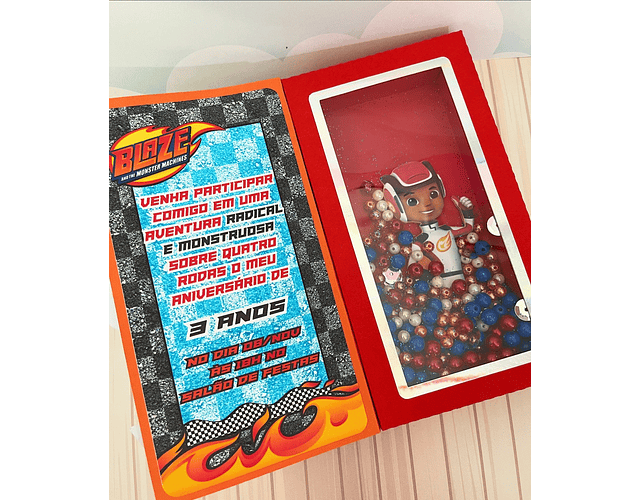 BLAZE
AND THE MONSTER MACHINES
VENHA PARTICIPAR
COMIGO EM UMA
AVENTURA RADICAL
E MONSTRUOSA
SOBRE QUATRO
RODAS O MEU
ANIVERSÁRIO DE
3 ANOS
NO DIA 08/NOV
ÀS 18H NO
SALÃO DE FESTAS